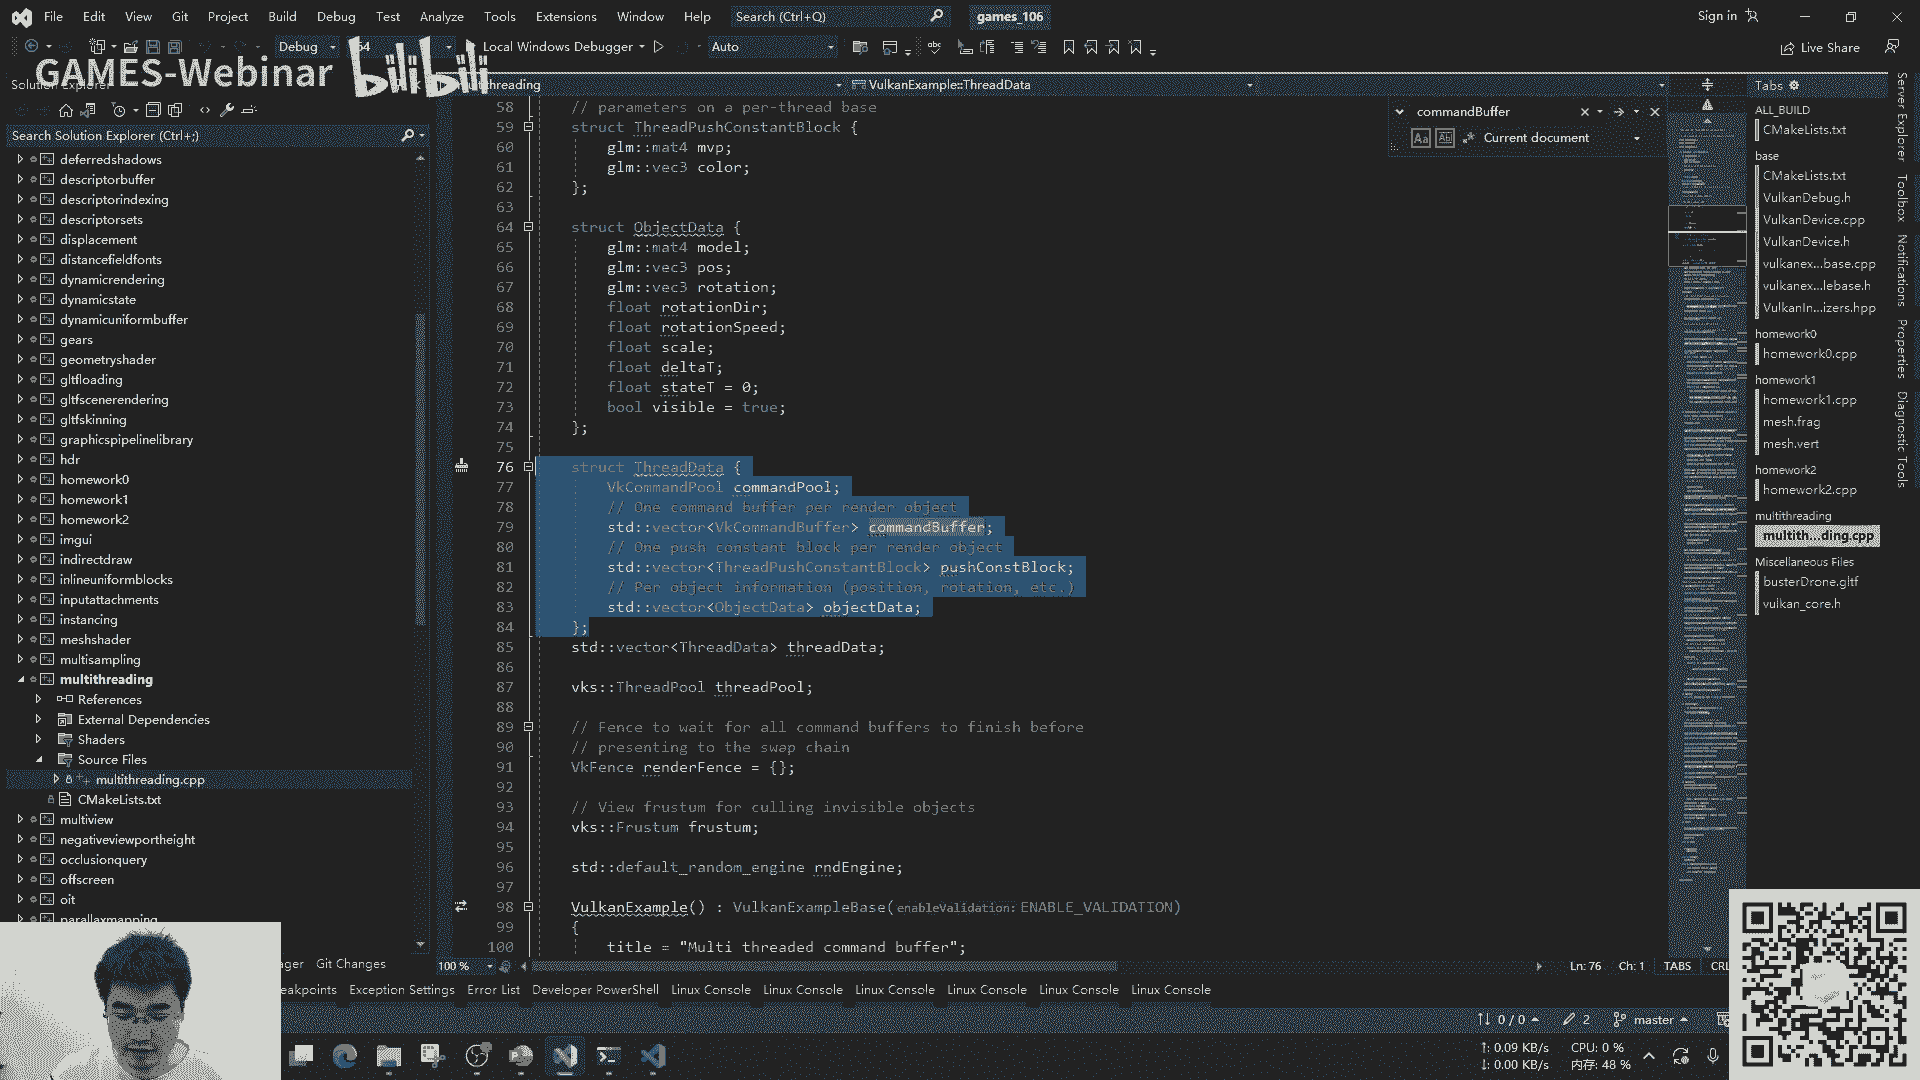 File Edit View Git Project Build Debug Test Analyze Tools Extensions Window Help Search (Ctrl+Q) games_106 Sign in
Debug 64 Local Windows Debugger Auto Live Share
GAMES-Webinar bilibili
VulkanExample::ThreadData
Search Solution Explorer (Ctrl+;)
deferredshadows
descriptorbuffer
descriptorindexing
descriptorsets
displacement
distancefieldfonts
dynamicrendering
dynamicstate
dynamicuniformbuffer
gears
geometryshader
gltfloading
gltfscenerendering
gltfskinning
graphicspipelinelibrary
hdr
homework0
homework1
homework2
imgui
indirectdraw
inlineuniformblocks
inputattachments
instancing
meshshader
multisampling
multithreading
References
External Dependencies
Shaders
Source Files
multithreading.cpp
CMakeLists.txt
multiview
negativeviewportheight
occlusionquery
offscreen
oit
parallaxmapping
58 // parameters on a per-thread base
59 struct ThreadPushConstantBlock {
60 glm::mat4 mvp;
61 glm::vec3 color;
62 };
63
64 struct ObjectData {
65 glm::mat4 model;
66 glm::vec3 pos;
67 glm::vec3 rotation;
68 float rotationDir;
69 float rotationSpeed;
70 float scale;
71 float deltaT;
72 float stateT = 0;
73 bool visible = true;
74 };
75
76 struct ThreadData {
77 VkCommandPool commandPool;
78 // One command buffer per render object
79 std::vector<VkCommandBuffer> commandBuffer;
80 // One push constant block per render object
81 std::vector<ThreadPushConstantBlock> pushConstBlock;
82 // Per object information (position, rotation, etc.)
83 std::vector<ObjectData> objectData;
84 };
85 std::vector<ThreadData> threadData;
86
87 vks::ThreadPool threadPool;
88
89 // Fence to wait for all command buffers to finish before
90 // presenting to the swap chain
91 VkFence renderFence = {};
92
93 // View frustum for culling invisible objects
94 vks::Frustum frustum;
95
96 std::default_random_engine rndEngine;
97
98 VulkanExample() : VulkanExampleBase(enableValidation: ENABLE_VALIDATION)
99 {
100 title = "Multi threaded command buffer";
commandBuffer
Aa Ab Current document
Tabs
ALL_BUILD
CMakeLists.txt
base
CMakeLists.txt
VulkanDebug.h
VulkanDevice.cpp
VulkanDevice.h
vulkanex...base.cpp
vulkanex...lebase.h
VulkanIn...izers.hpp
homework0
homework0.cpp
homework1
homework1.cpp
mesh.frag
mesh.vert
homework2
homework2.cpp
multithreading
multith...ding.cpp
Miscellaneous Files
busterDrone.gltf
vulkan_core.h
Server Explorer
Toolbox
Notifications
Properties
Diagnostic Tools
Git Changes
100 % Ln: 76 Ch: 1 TABS CRL
Exception Settings Error List Developer PowerShell Linux Console Linux Console Linux Console Linux Console Linux Console Linux Console
0 / 0 2 master
↑: 0.09 KB/s CPU: 0 %
↓: 0.00 KB/s 内存: 48 %